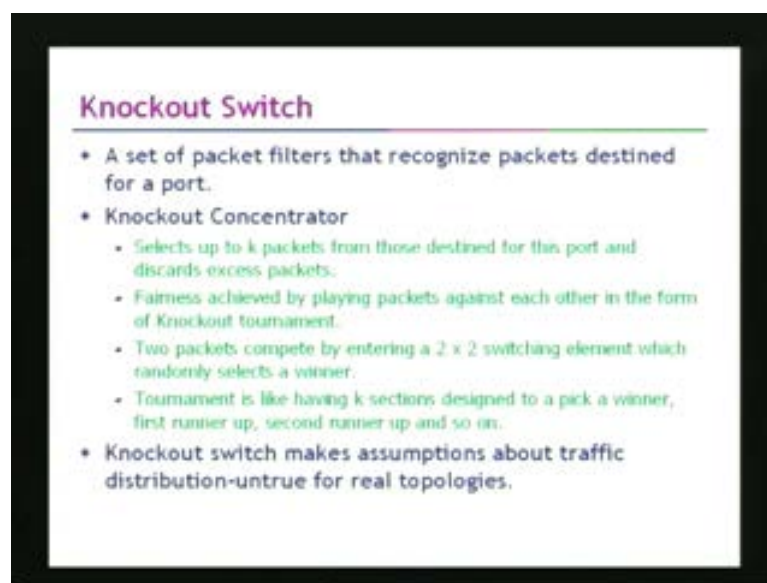 Knockout Switch
• A set of packet filters that recognize packets destined
for a port.
• Knockout Concentrator
• Selects up to k packets from those destined for this port and
discards excess packets.
• Fairness achieved by playing packets against each other in the form
of Knockout tournament.
• Two packets compete by entering a 2 x 2 switching element which
randomly selects a winner.
• Tournament is like having k sections designed to a pick a winner,
first runner up, second runner up and so on.
• Knockout switch makes assumptions about traffic
distribution-untrue for real topologies.